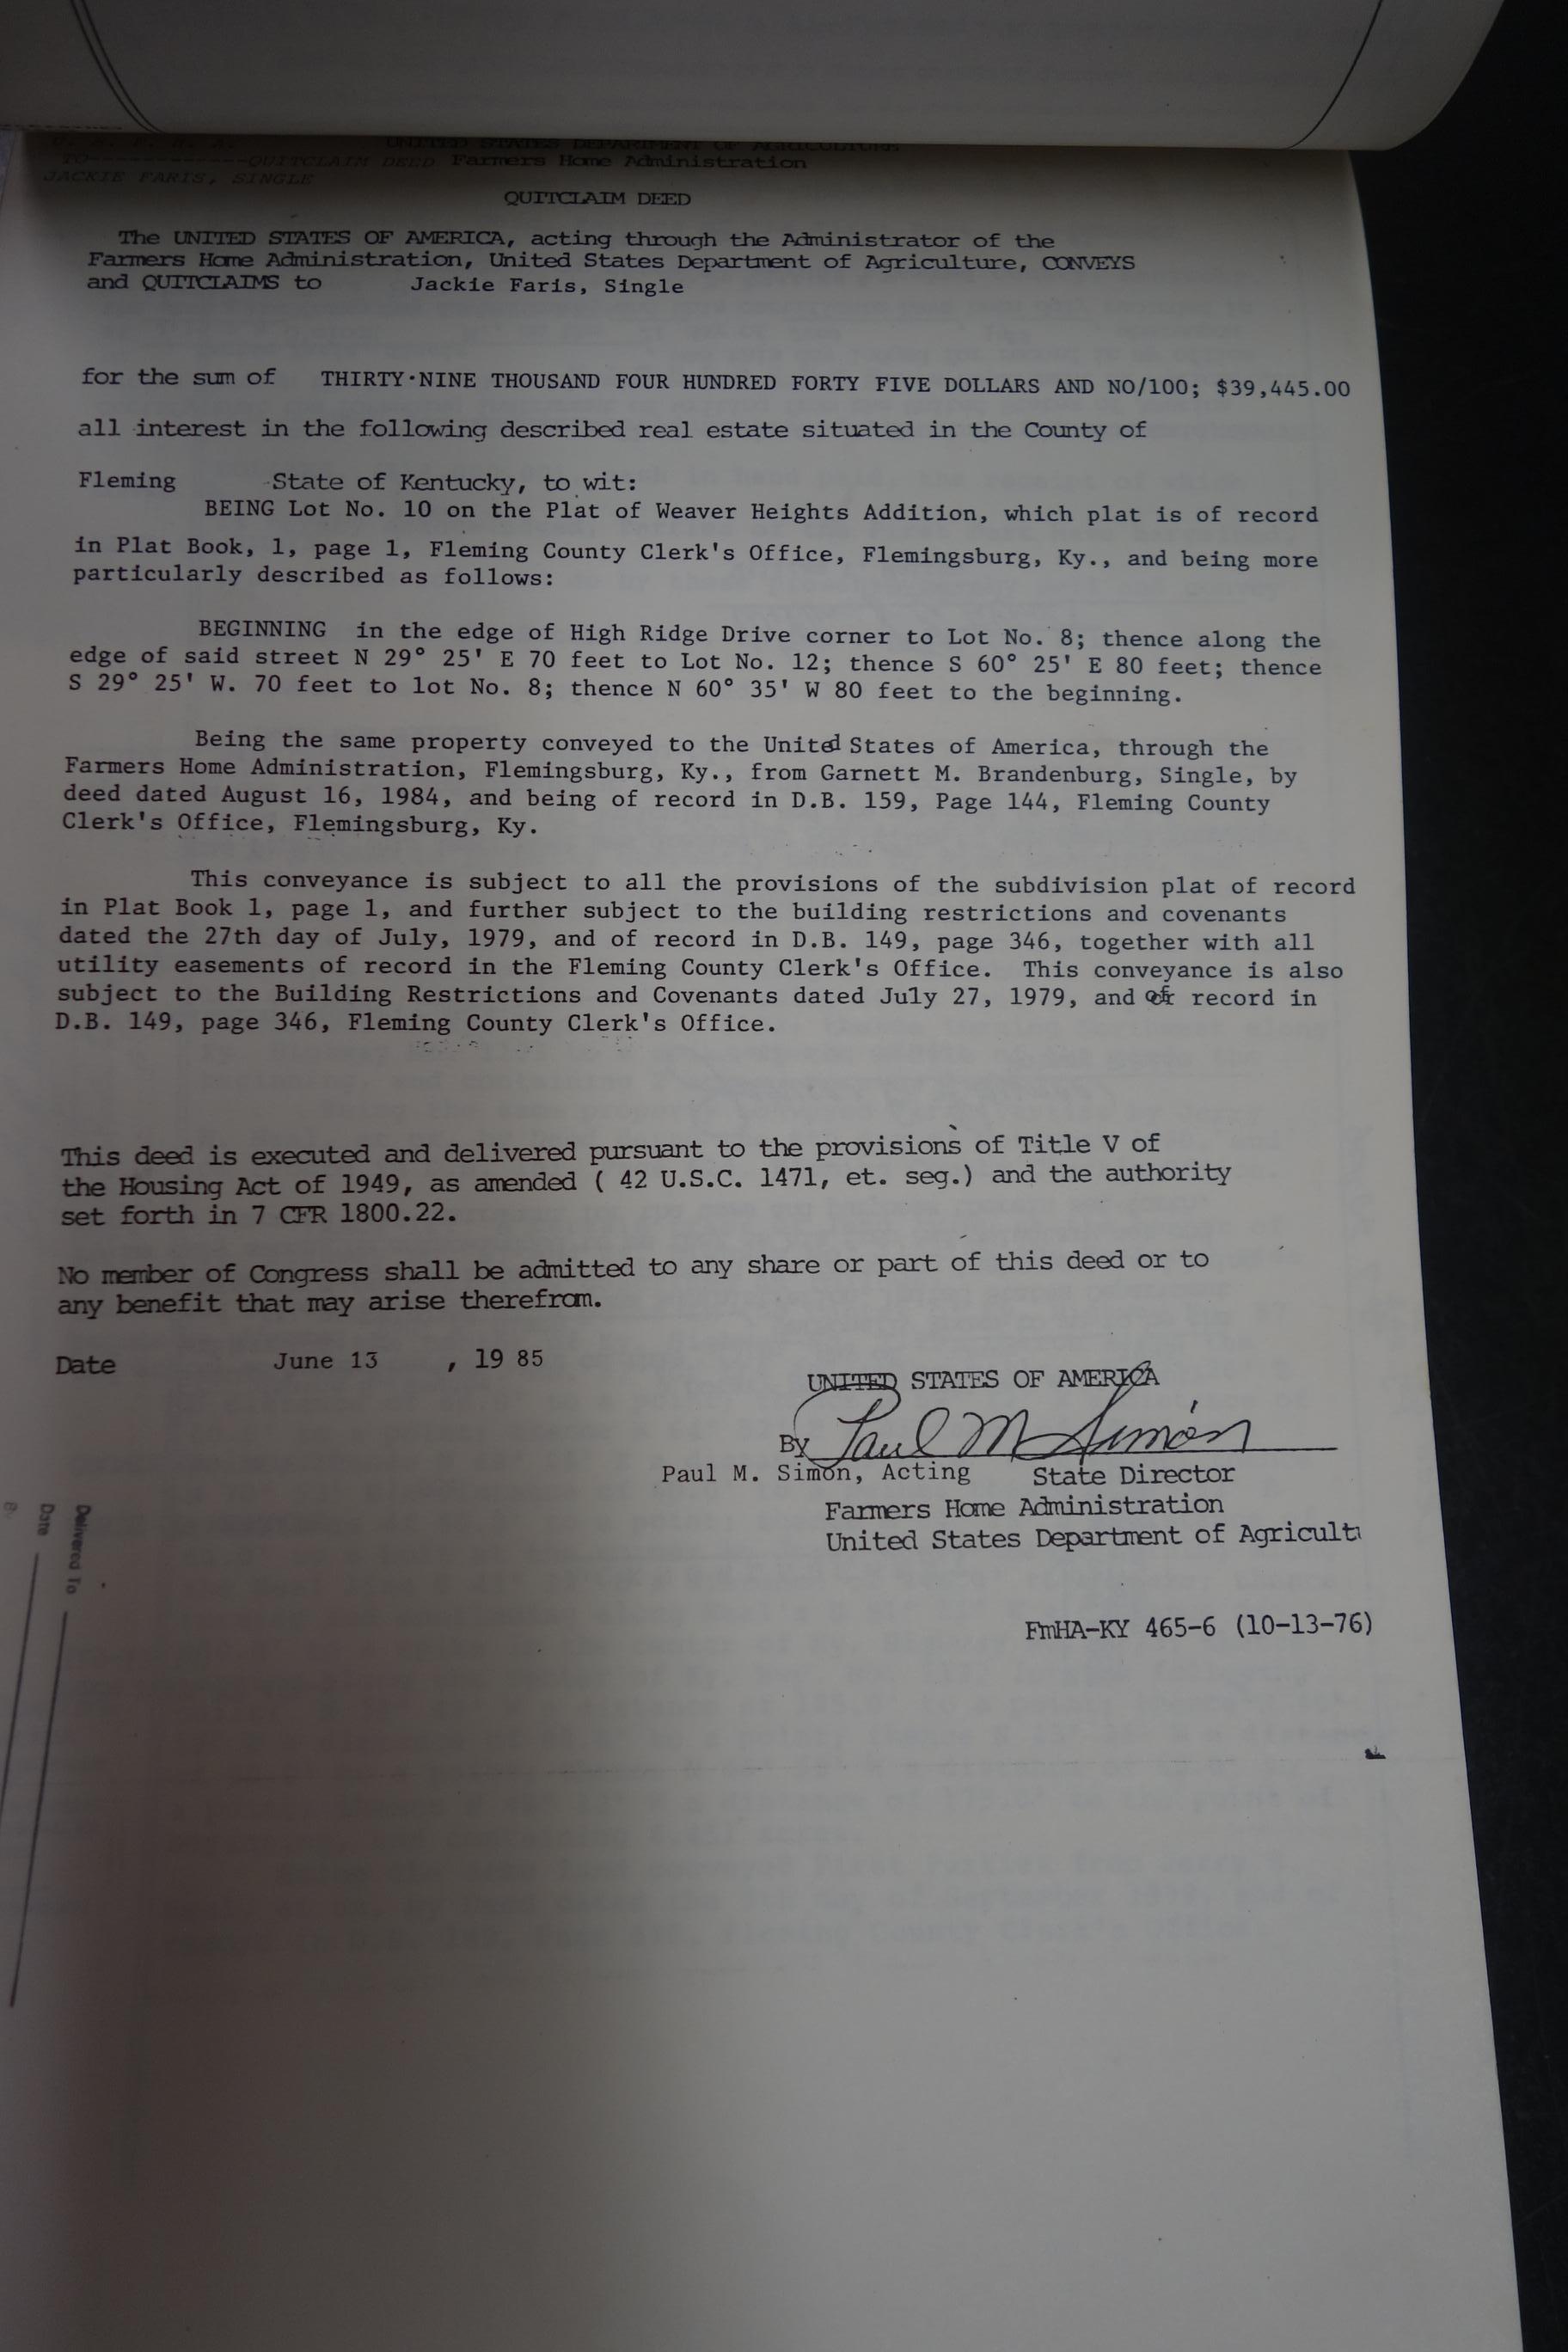 UNITED STATES DEPARTMENT OF AGRICULTURE
TO-------------QUITCLAIM DEED Farmers Home Administration
JACKIE FARIS, SINGLE
QUITCLAIM DEED
The UNITED STATES OF AMERICA, acting through the Administrator of the
Farmers Home Administration, United States Department of Agriculture, CONVEYS
and QUITCLAIMS to Jackie Faris, Single
for the sum of THIRTY-NINE THOUSAND FOUR HUNDRED FORTY FIVE DOLLARS AND NO/100; $39,445.00
all interest in the following described real estate situated in the County of
Fleming State of Kentucky, to wit:
BEING Lot No. 10 on the Plat of Weaver Heights Addition, which plat is of record
in Plat Book, 1, page 1, Fleming County Clerk's Office, Flemingsburg, Ky., and being more
particularly described as follows:
BEGINNING in the edge of High Ridge Drive corner to Lot No. 8; thence along the
edge of said street N 29° 25' E 70 feet to Lot No. 12; thence S 60° 25' E 80 feet; thence
S 29° 25' W. 70 feet to lot No. 8; thence N 60° 35' W 80 feet to the beginning.
Being the same property conveyed to the United States of America, through the
Farmers Home Administration, Flemingsburg, Ky., from Garnett M. Brandenburg, Single, by
deed dated August 16, 1984, and being of record in D.B. 159, Page 144, Fleming County
Clerk's Office, Flemingsburg, Ky.
This conveyance is subject to all the provisions of the subdivision plat of record
in Plat Book 1, page 1, and further subject to the building restrictions and covenants
dated the 27th day of July, 1979, and of record in D.B. 149, page 346, together with all
utility easements of record in the Fleming County Clerk's Office. This conveyance is also
subject to the Building Restrictions and Covenants dated July 27, 1979, and of record in
D.B. 149, page 346, Fleming County Clerk's Office.
This deed is executed and delivered pursuant to the provisions of Title V of
the Housing Act of 1949, as amended ( 42 U.S.C. 1471, et. seg.) and the authority
set forth in 7 CFR 1800.22.
No member of Congress shall be admitted to any share or part of this deed or to
any benefit that may arise therefrom.
Date June 13 , 19 85
UNITED STATES OF AMERICA
By Paul M Simon
Paul M. Simon, Acting State Director
Farmers Home Administration
United States Department of Agricultu
FmHA-KY 465-6 (10-13-76)
Delivered To
Date